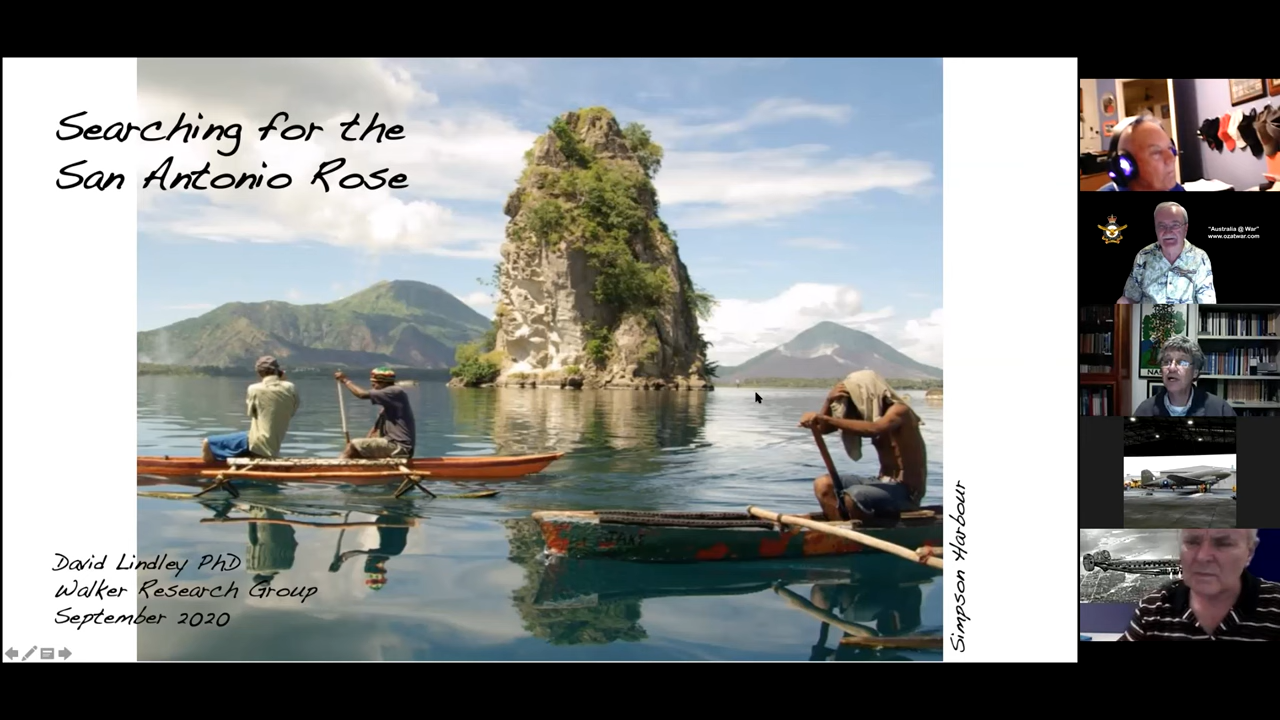 Searching for the
San Antonio Rose
David Lindley PhD
Walker Research Group
September 2020
Simpson Harbour
"Australia @ War"
www.ozatwar.com